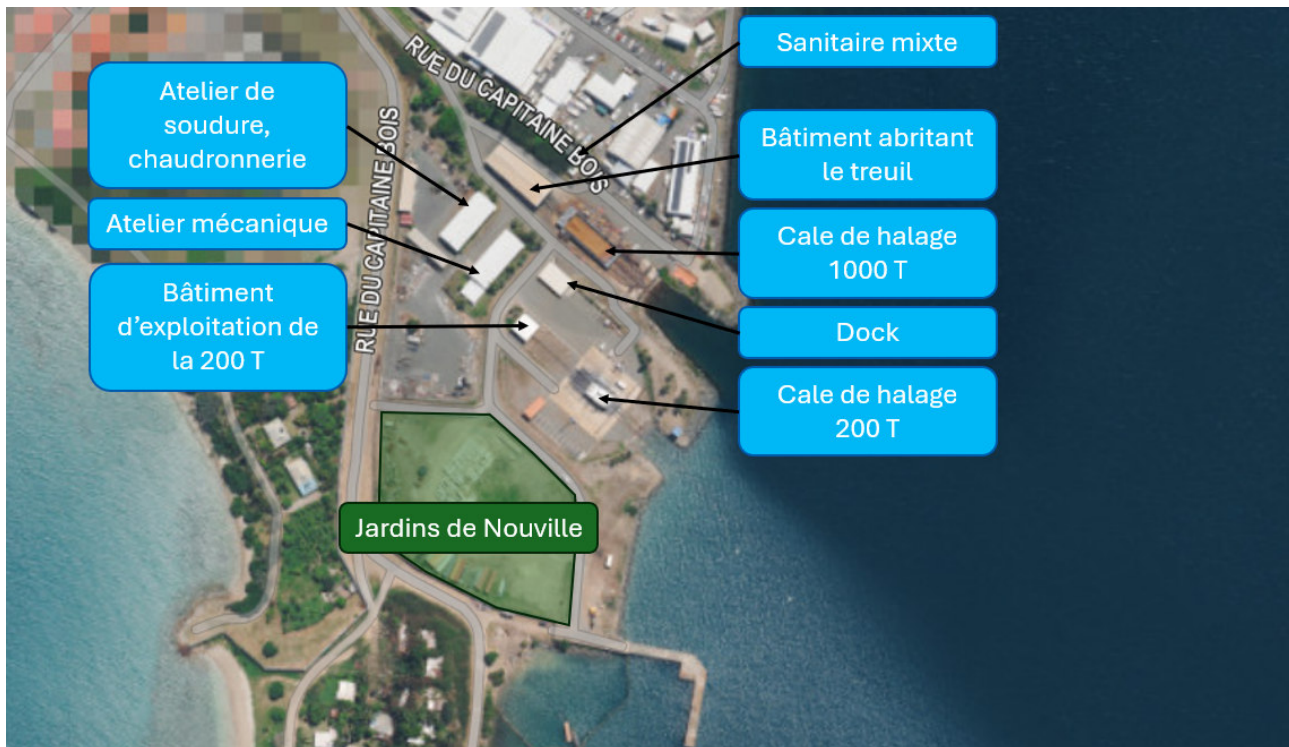 Sanitaire mixte
RUE DU CAPITAINE BOIS
Atelier de
soudure,
chaudronnerie
Bâtiment abritant
le treuil
RUE DU CAPITAINE BOIS
Atelier mécanique
Cale de halage
1000 T
Bâtiment
d’exploitation de
la 200 T
Dock
Cale de halage
200 T
Jardins de Nouville